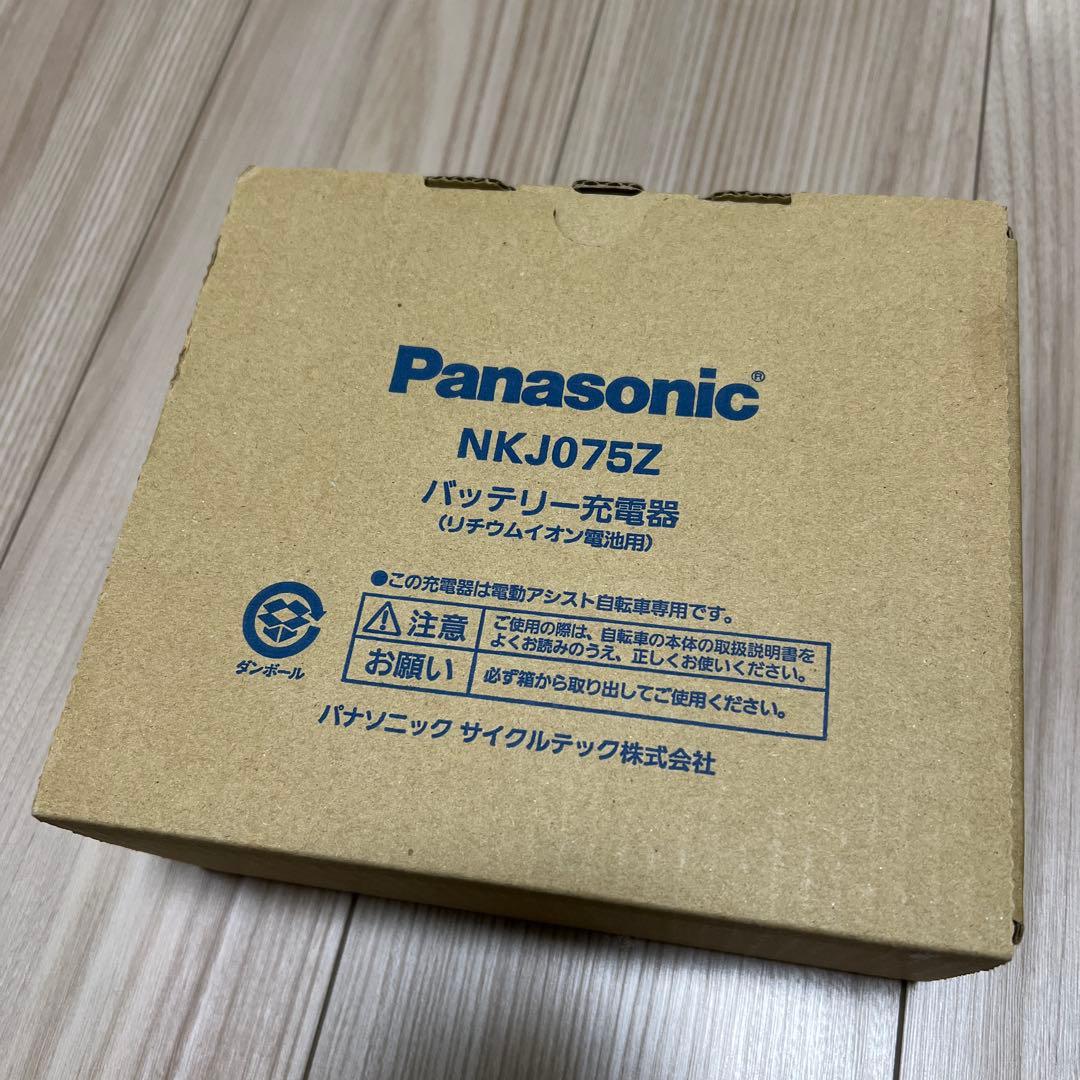 Panasonic®
NKJ075Z
バッテリー充電器
(リチウムイオン電池用)
●この充電器は電動アシスト自転車専用です。
注意
ご使用の際は、自転車の本体の取扱説明書を
よくお読みのうえ、正しくお使いください。
お願い
必ず箱から取り出してご使用ください。
ダンボール
パナソニック サイクルテック株式会社